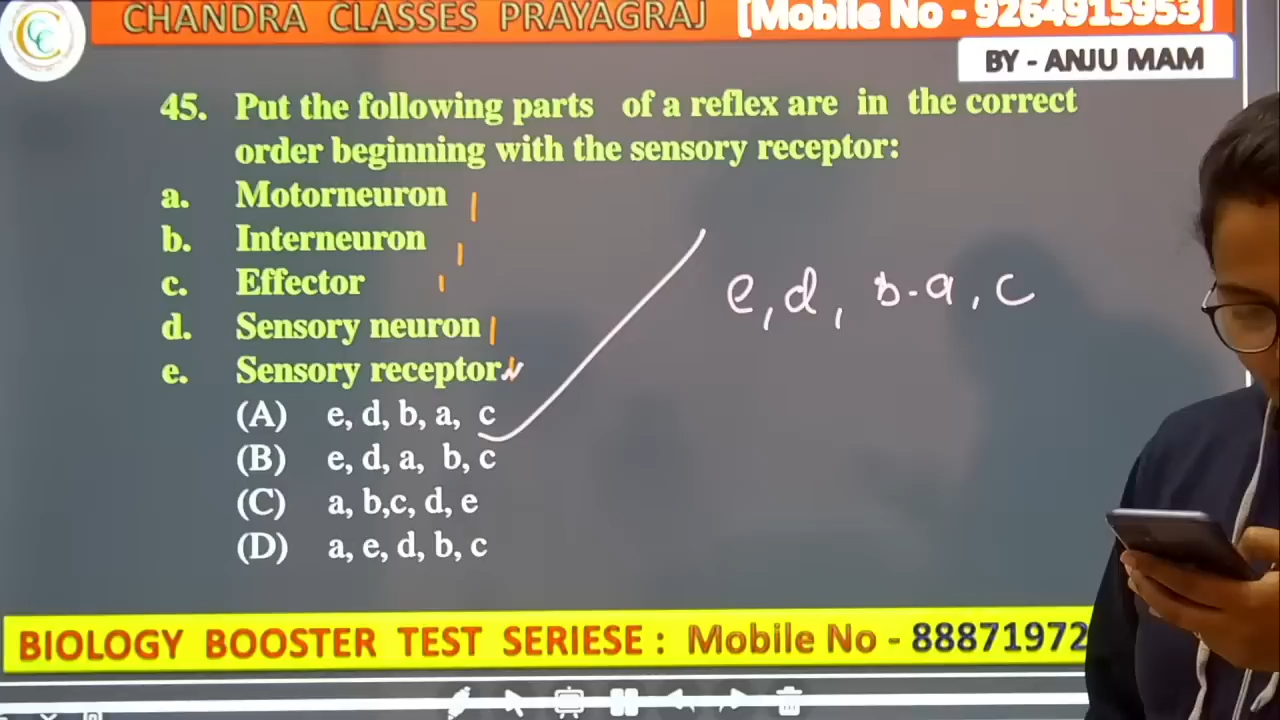 CHANDRA CLASSES PRAYAGRAJ [Mobile No - 9264915953]
BY - ANJU MAM
45. Put the following parts of a reflex are in the correct
order beginning with the sensory receptor:
a. Motorneuron
b. Interneuron
c. Effector
d. Sensory neuron
e. Sensory receptor
(A) e, d, b, a, c
(B) e, d, a, b, c
(C) a, b,c, d, e
(D) a, e, d, b, c
e, d, b. a, c
BIOLOGY BOOSTER TEST SERIESE : Mobile No - 88871972